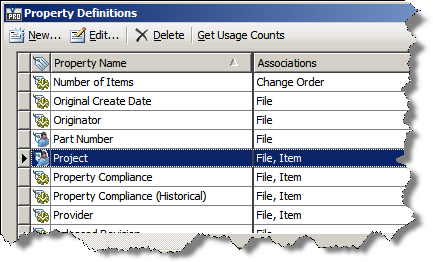 PRO Property Definitions
New... Edit... Delete Get Usage Counts
Property Name Associations
Number of Items Change Order
Original Create Date File
Originator File
Part Number File
Project File, Item
Property Compliance File, Item
Property Compliance (Historical) File, Item
Provider File, Item